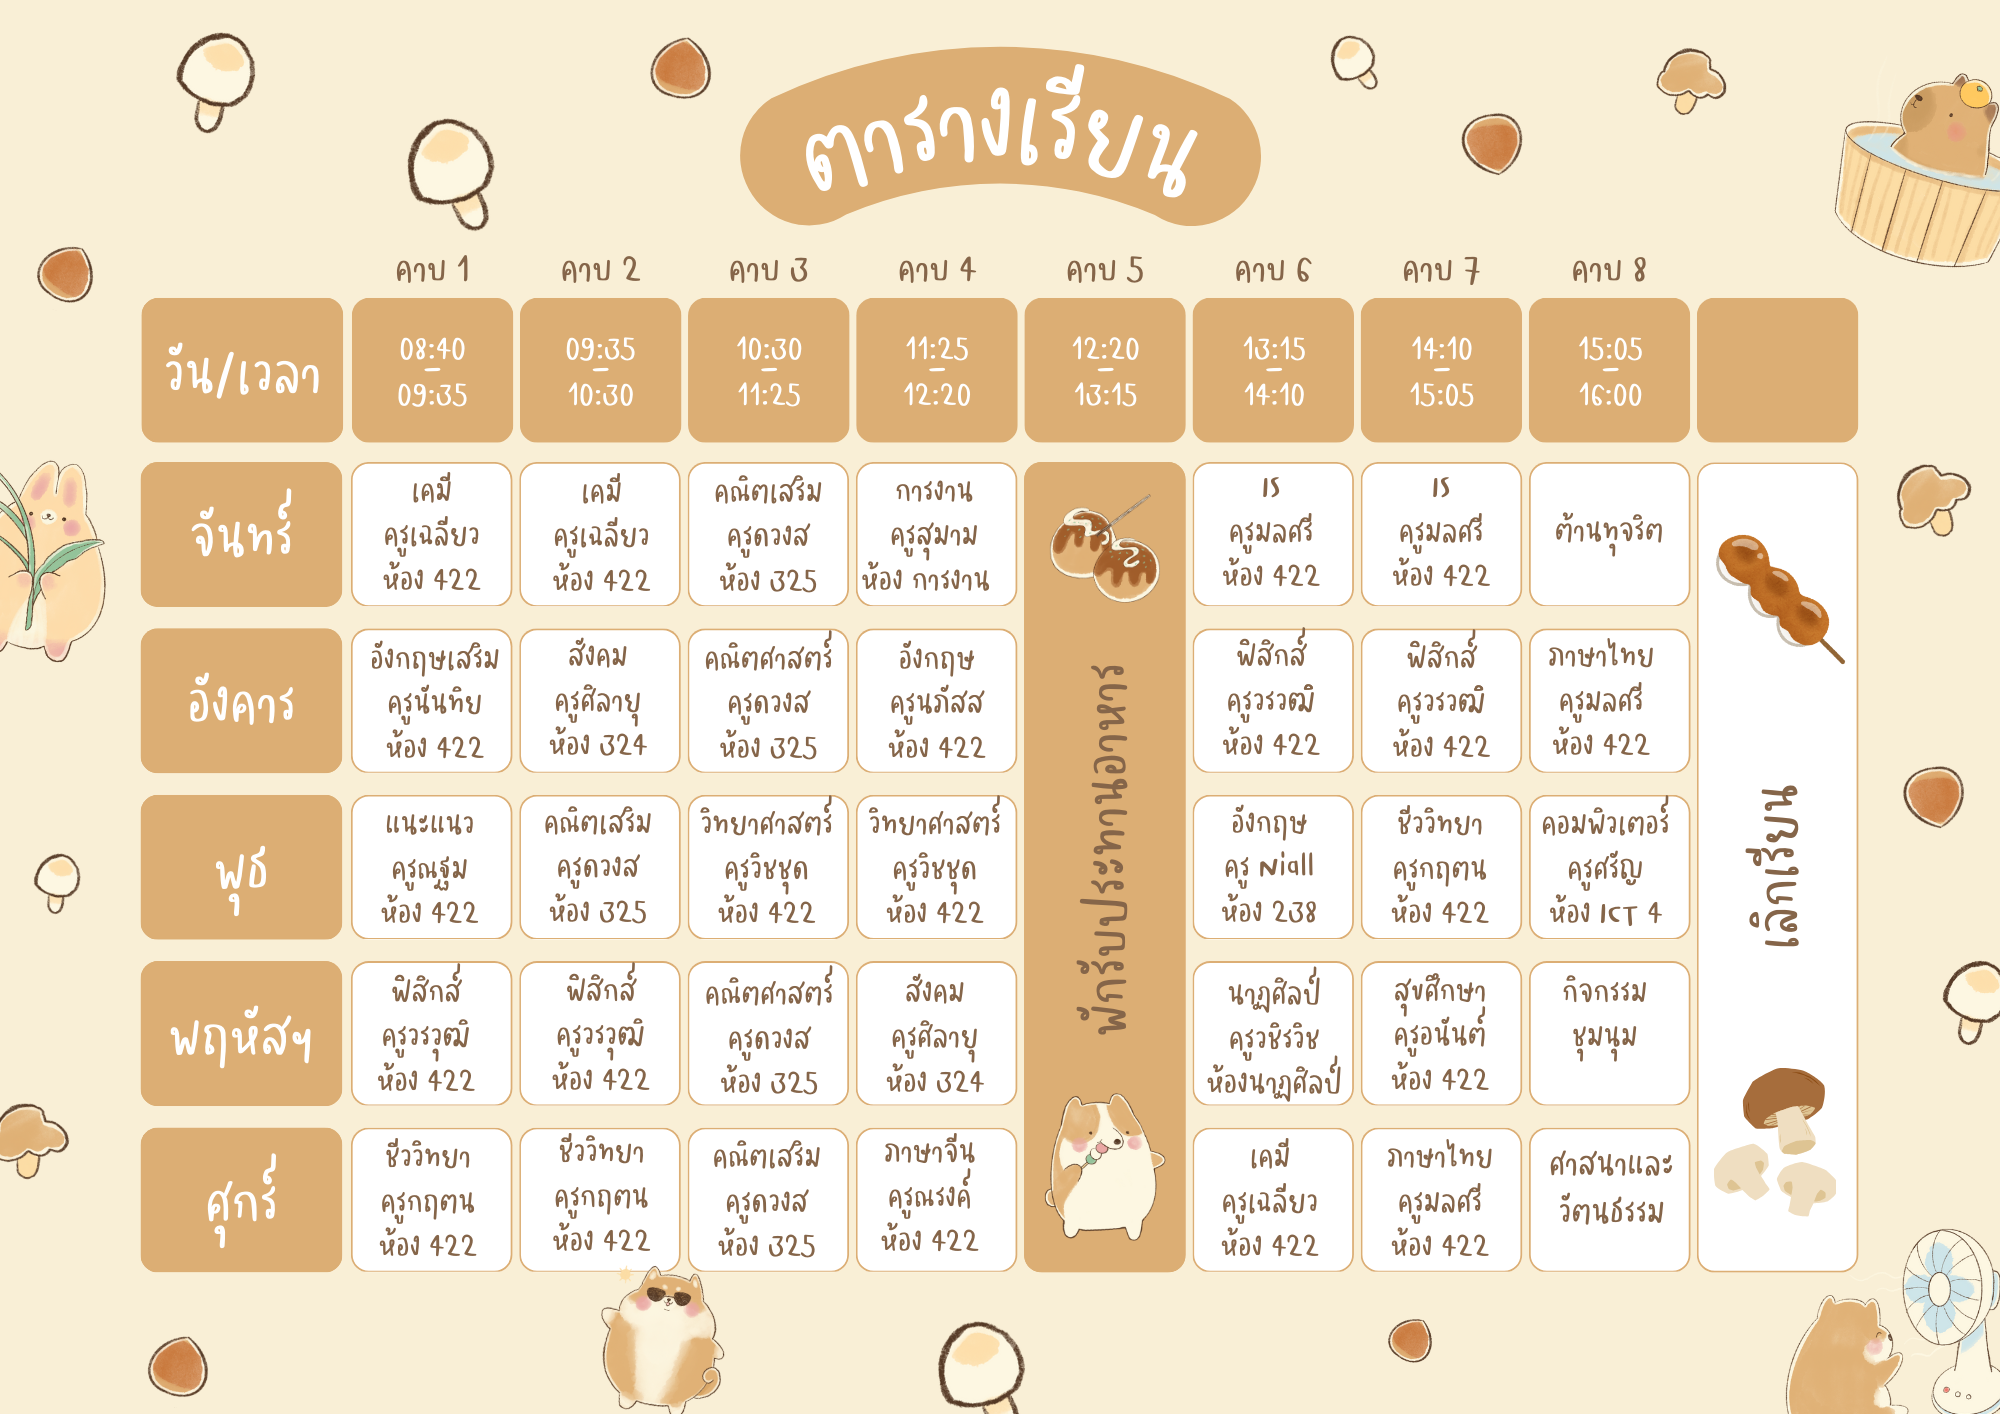 ตารางเรียน
คาบ 1 คาบ 2 คาบ 3 คาบ 4 คาบ 5 คาบ 6 คาบ 7 คาบ 8
วัน/เวลา
08:40 - 09:35
09:35 - 10:30
10:30 - 11:25
11:25 - 12:20
12:20 - 13:15
13:15 - 14:10
14:10 - 15:05
15:05 - 16:00
จันทร์
เคมี
ครูเฉลียว
ห้อง 422
เคมี
ครูเฉลียว
ห้อง 422
คณิตเสริม
ครูดวงส
ห้อง 325
การงาน
ครูสุมาม
ห้อง การงาน
IS
ครูมลศรี
ห้อง 422
IS
ครูมลศรี
ห้อง 422
ต้านทุจริต
อังคาร
อังกฤษเสริม
ครูนันทิย
ห้อง 422
สังคม
ครูศิลายุ
ห้อง 324
คณิตศาสตร์
ครูดวงส
ห้อง 325
อังกฤษ
ครูนภัสส
ห้อง 422
ฟิสิกส์
ครูวรวฒิ
ห้อง 422
ฟิสิกส์
ครูวรวฒิ
ห้อง 422
ภาษาไทย
ครูมลศรี
ห้อง 422
พุธ
แนะแนว
ครูณฐม
ห้อง 422
คณิตเสริม
ครูดวงส
ห้อง 325
วิทยาศาสตร์
ครูวิชชุด
ห้อง 422
วิทยาศาสตร์
ครูวิชชุด
ห้อง 422
อังกฤษ
ครู Niall
ห้อง 238
ชีววิทยา
ครูกฤตน
ห้อง 422
คอมพิวเตอร์
ครูศรัญ
ห้อง ICT 4
พฤหัสฯ
ฟิสิกส์
ครูวรวุฒิ
ห้อง 422
ฟิสิกส์
ครูวรวุฒิ
ห้อง 422
คณิตศาสตร์
ครูดวงส
ห้อง 325
สังคม
ครูศิลายุ
ห้อง 324
นาฏศิลป์
ครูวชิรวิช
ห้องนาฏศิลป์
สุขศึกษา
ครูอนันต์
ห้อง 422
กิจกรรม
ชุมนุม
ศุกร์
ชีววิทยา
ครูกฤตน
ห้อง 422
ชีววิทยา
ครูกฤตน
ห้อง 422
คณิตเสริม
ครูดวงส
ห้อง 325
ภาษาจีน
ครูณรงค์
ห้อง 422
เคมี
ครูเฉลียว
ห้อง 422
ภาษาไทย
ครูมลศรี
ห้อง 422
ศาสนาและ
วัตนธรรม
พักรับประทานอาหาร
เลิกเรียน